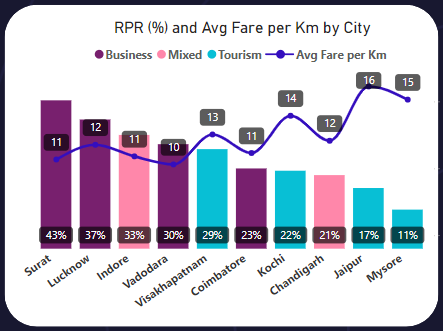 RPR (%) and Avg Fare per Km by City
Business Mixed Tourism Avg Fare per Km
11 12 11 10 13 11 14 12 16 15
43% 37% 33% 30% 29% 23% 22% 21% 17% 11%
Surat Lucknow Indore Vadodara Visakhapatnam Coimbatore Kochi Chandigarh Jaipur Mysore